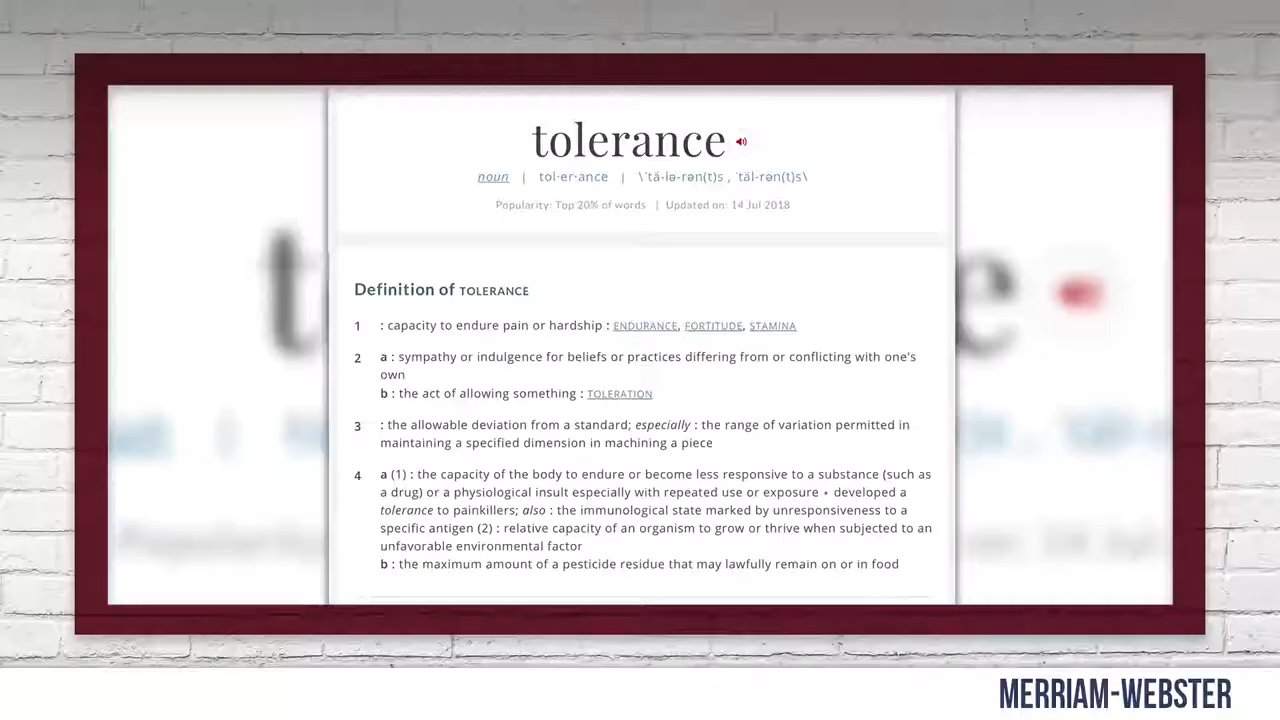 tolerance
noun | tol·er·ance | \ˈtä-lə-rən(t)s , ˈtäl-rən(t)s\
Popularity: Top 20% of words | Updated on: 14 Jul 2018
Definition of TOLERANCE
1 : capacity to endure pain or hardship : ENDURANCE, FORTITUDE, STAMINA
2 a : sympathy or indulgence for beliefs or practices differing from or conflicting with one's
own
b : the act of allowing something : TOLERATION
3 : the allowable deviation from a standard; especially : the range of variation permitted in
maintaining a specified dimension in machining a piece
4 a (1) : the capacity of the body to endure or become less responsive to a substance (such as
a drug) or a physiological insult especially with repeated use or exposure • developed a
tolerance to painkillers; also : the immunological state marked by unresponsiveness to a
specific antigen (2) : relative capacity of an organism to grow or thrive when subjected to an
unfavorable environmental factor
b : the maximum amount of a pesticide residue that may lawfully remain on or in food
MERRIAM-WEBSTER